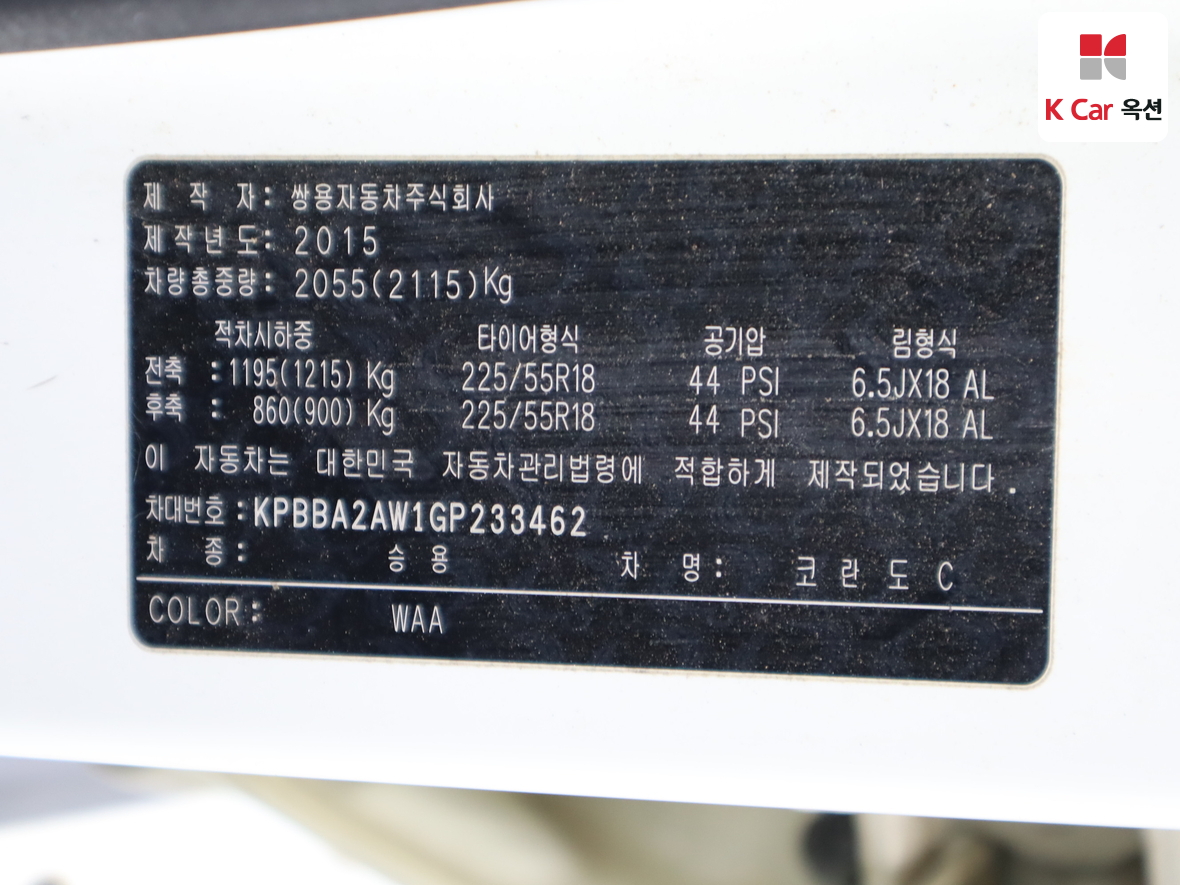 K Car 옥션
제 작 자: 쌍용자동차주식회사
제작년도: 2015
차량총중량: 2055(2115)Kg
적차시하중 타이어형식 공기압 림형식
전축 :1195(1215) Kg 225/55R18 44 PSI 6.5JX18 AL
후축 : 860(900) Kg 225/55R18 44 PSI 6.5JX18 AL
이 자동차는 대한민국 자동차관리법령에 적합하게 제작되었습니다.
차대번호:KPBBA2AW1GP233462
차 종: 승 용 차 명: 코 란 도 C
COLOR: WAA